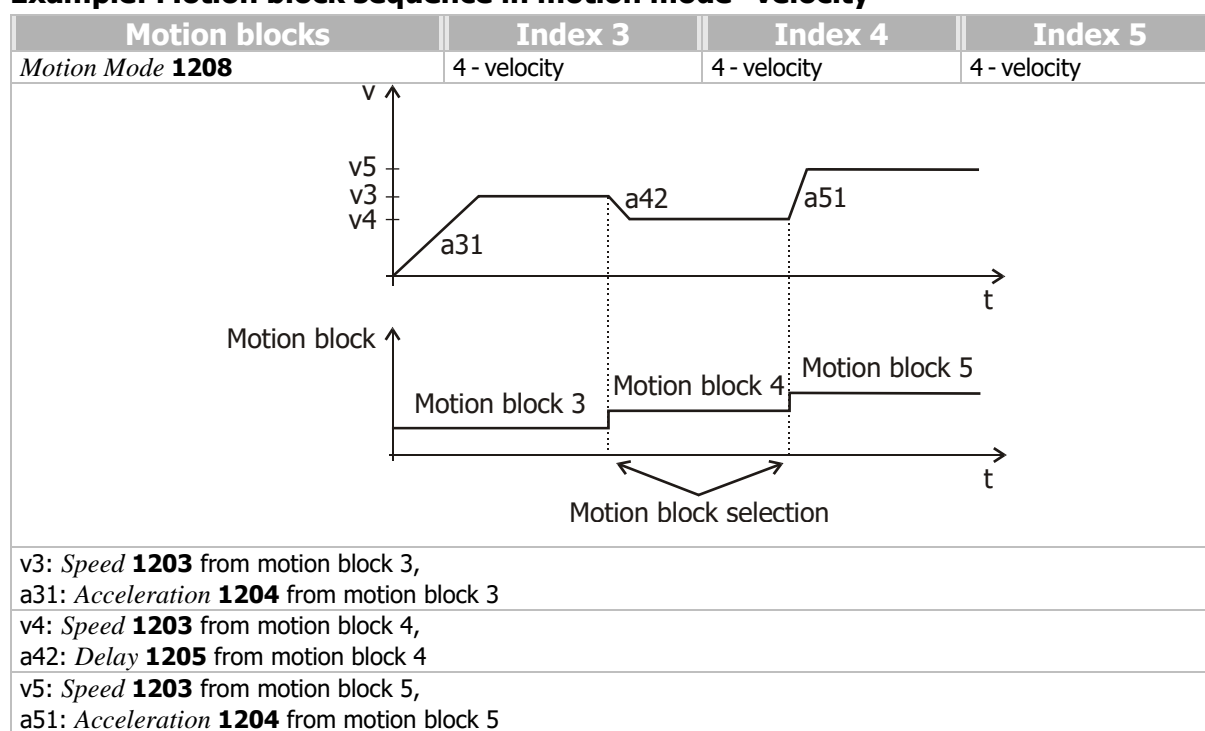 Example: Motion block sequence in motion mode "velocity"
Motion blocks Index 3 Index 4 Index 5
Motion Mode 1208 4 - velocity 4 - velocity 4 - velocity
v
v5
v3
v4
a31
a42
a51
t
Motion block
Motion block 3
Motion block 4
Motion block 5
t
Motion block selection
v3: Speed 1203 from motion block 3,
a31: Acceleration 1204 from motion block 3
v4: Speed 1203 from motion block 4,
a42: Delay 1205 from motion block 4
v5: Speed 1203 from motion block 5,
a51: Acceleration 1204 from motion block 5